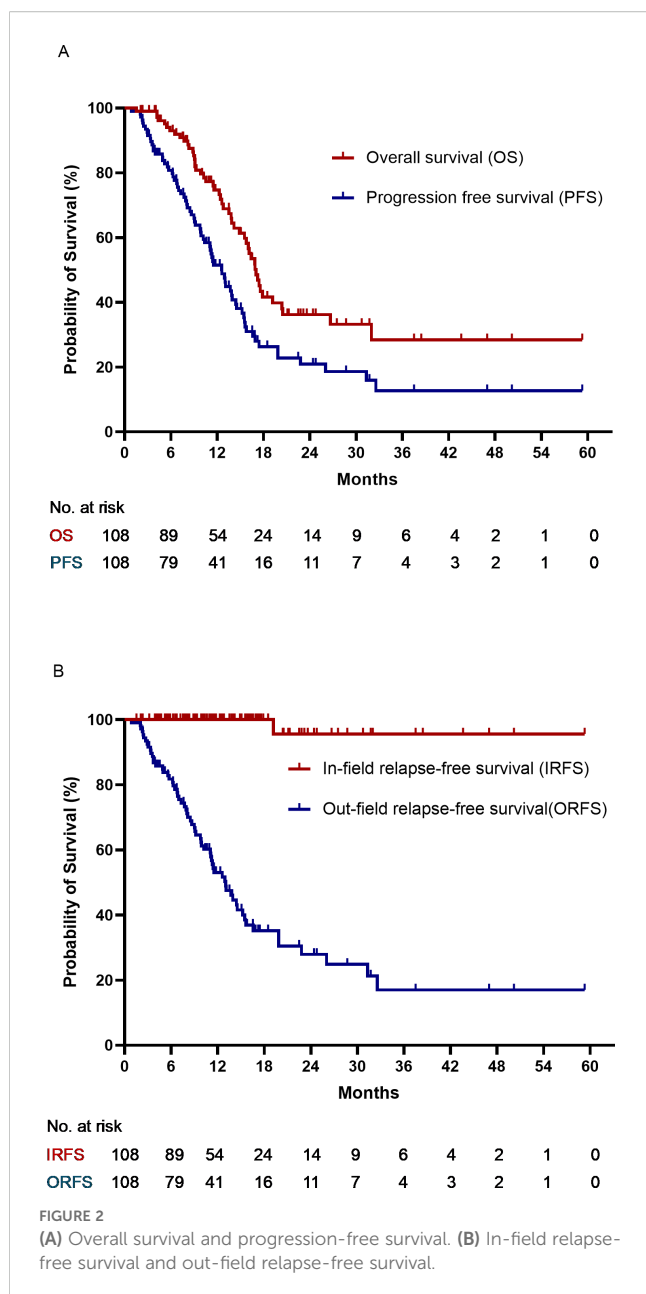 A
Overall survival (OS)
Progression free survival (PFS)
Probability of Survival (%)
100
80
60
40
20
0
0 6 12 18 24 30 36 42 48 54 60
Months
No. at risk
OS 108 89 54 24 14 9 6 4 2 1 0
PFS 108 79 41 16 11 7 4 3 2 1 0
B
In-field relapse-free survival (IRFS)
Out-field relapse-free survival(ORFS)
Probability of Survival (%)
100
80
60
40
20
0
0 6 12 18 24 30 36 42 48 54 60
Months
No. at risk
IRFS 108 89 54 24 14 9 6 4 2 1 0
ORFS 108 79 41 16 11 7 4 3 2 1 0
FIGURE 2
(A) Overall survival and progression-free survival. (B) In-field relapse-
free survival and out-field relapse-free survival.